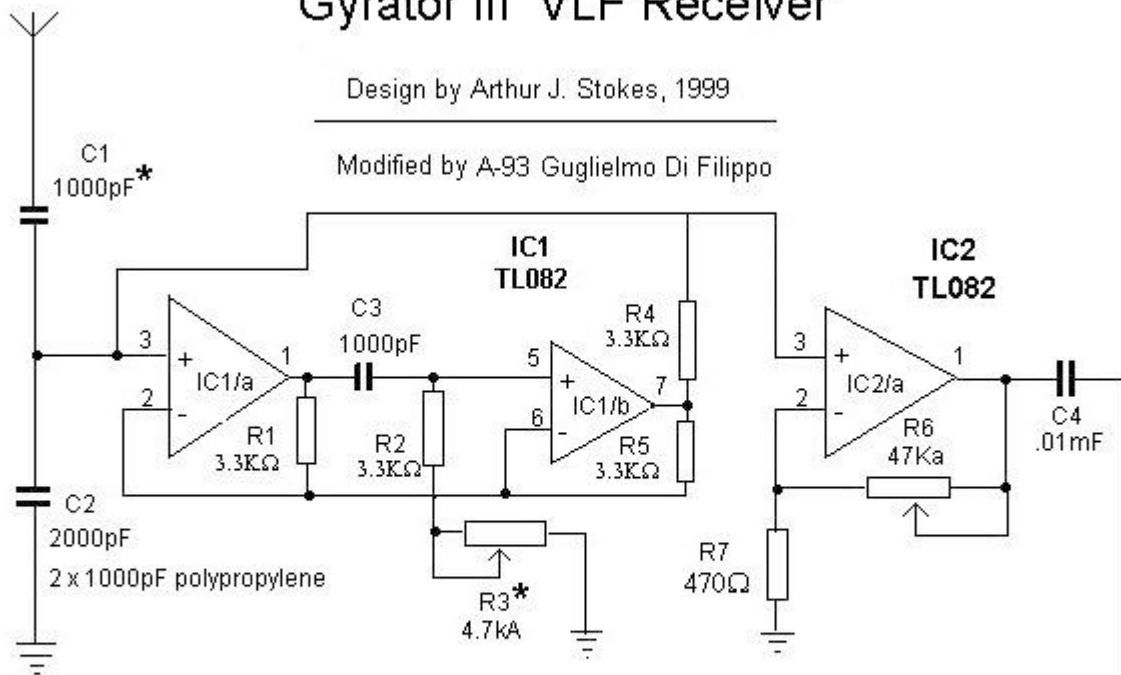 Gyrator III VLF Receiver
Design by Arthur J. Stokes, 1999
Modified by A-93 Guglielmo Di Filippo
C1
1000pF*
IC1
TL082
IC2
TL082
C3
1000pF
R4
3.3KΩ
3
+
IC1/a
1
2
-
5
+
IC1/b
7
6
-
3
+
IC2/a
1
2
-
R1
3.3KΩ
R2
3.3KΩ
R5
3.3KΩ
R6
47Ka
C4
.01mF
C2
2000pF
2 x 1000pF polypropylene
R3*
4.7kA
R7
470Ω